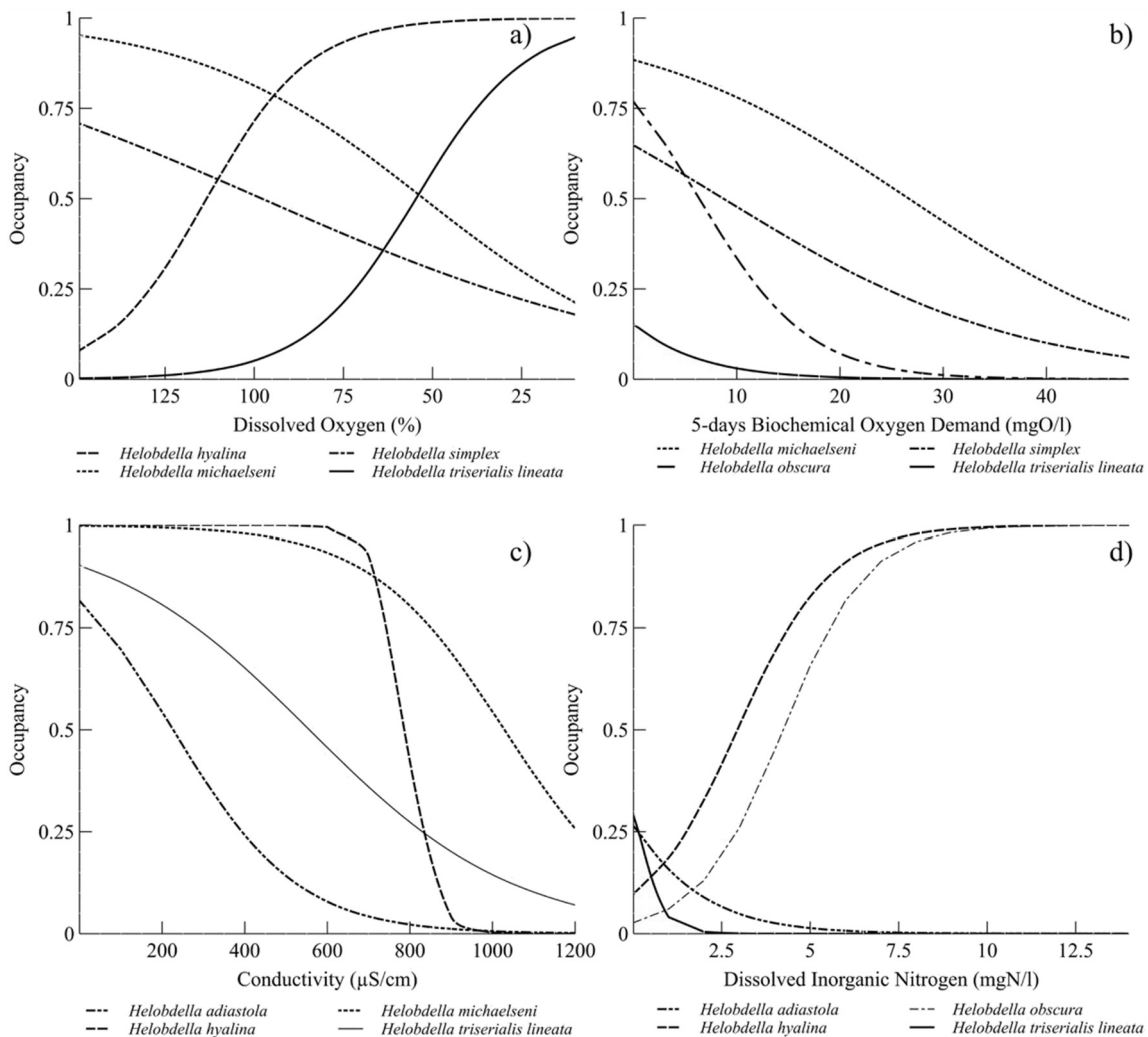 a)
1
0.75
0.5
0.25
0
Occupancy
125 100 75 50 25
Dissolved Oxygen (%)
Helobdella hyalina Helobdella simplex
Helobdella michaelseni Helobdella triserialis lineata
b)
1
0.75
0.5
0.25
0
Occupancy
10 20 30 40
5-days Biochemical Oxygen Demand (mgO/l)
Helobdella michaelseni Helobdella simplex
Helobdella obscura Helobdella triserialis lineata
c)
1
0.75
0.5
0.25
0
Occupancy
200 400 600 800 1000 1200
Conductivity (µS/cm)
Helobdella adiastola Helobdella michaelseni
Helobdella hyalina Helobdella triserialis lineata
d)
1
0.75
0.5
0.25
0
Occupancy
2.5 5 7.5 10 12.5
Dissolved Inorganic Nitrogen (mgN/l)
Helobdella adiastola Helobdella obscura
Helobdella hyalina Helobdella triserialis lineata